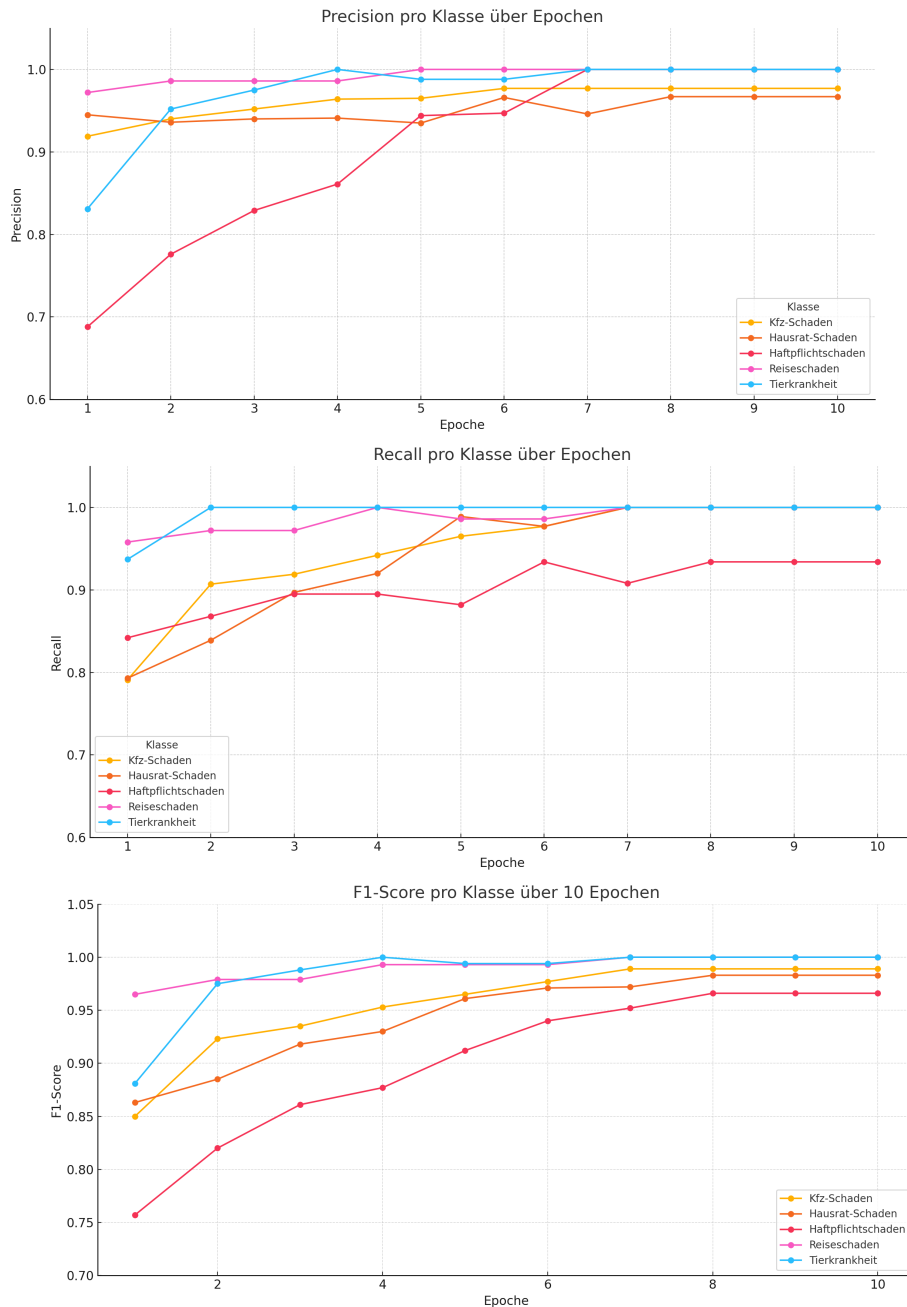 Precision pro Klasse über Epochen
1.0
0.9
0.8
0.7
0.6
Precision
Klasse
Kfz-Schaden
Hausrat-Schaden
Haftpflichtschaden
Reiseschaden
Tierkrankheit
1 2 3 4 5 6 7 8 9 10
Epoche
Recall pro Klasse über Epochen
1.0
0.9
0.8
0.7
0.6
Recall
Klasse
Kfz-Schaden
Hausrat-Schaden
Haftpflichtschaden
Reiseschaden
Tierkrankheit
1 2 3 4 5 6 7 8 9 10
Epoche
F1-Score pro Klasse über 10 Epochen
1.05
1.00
0.95
0.90
0.85
0.80
0.75
0.70
F1-Score
Kfz-Schaden
Hausrat-Schaden
Haftpflichtschaden
Reiseschaden
Tierkrankheit
2 4 6 8 10
Epoche